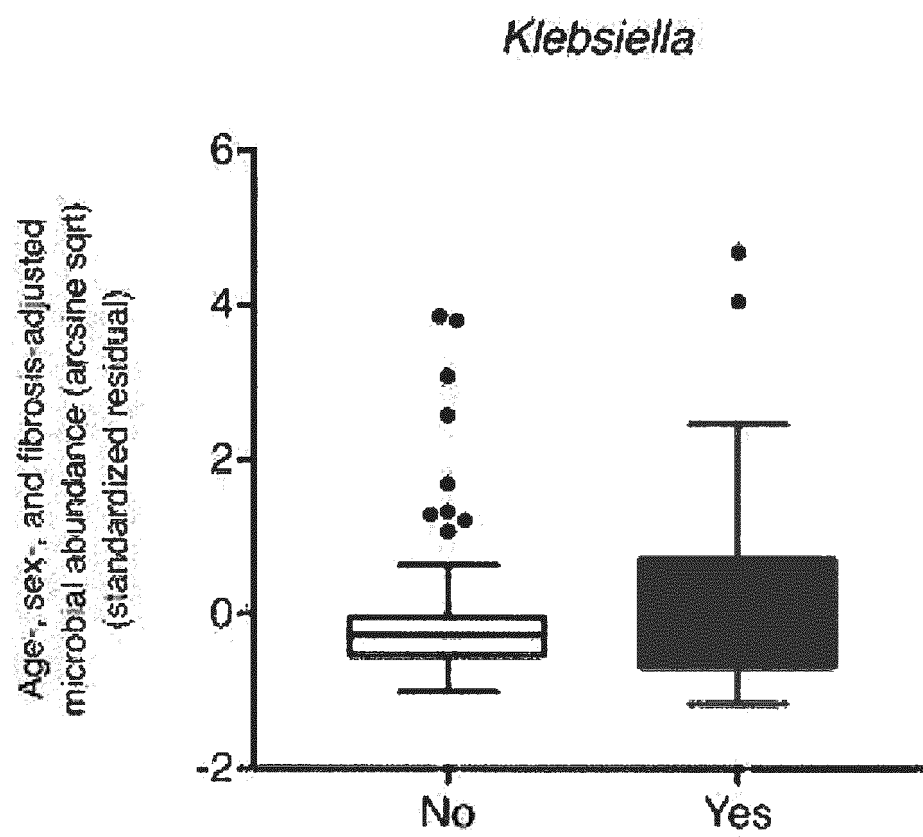 Klebsiella
Age-, sex-, and fibrosis-adjusted
microbial abundance (arcsine sqrt)
(standardized residual)
6
4
2
0
-2
No
Yes